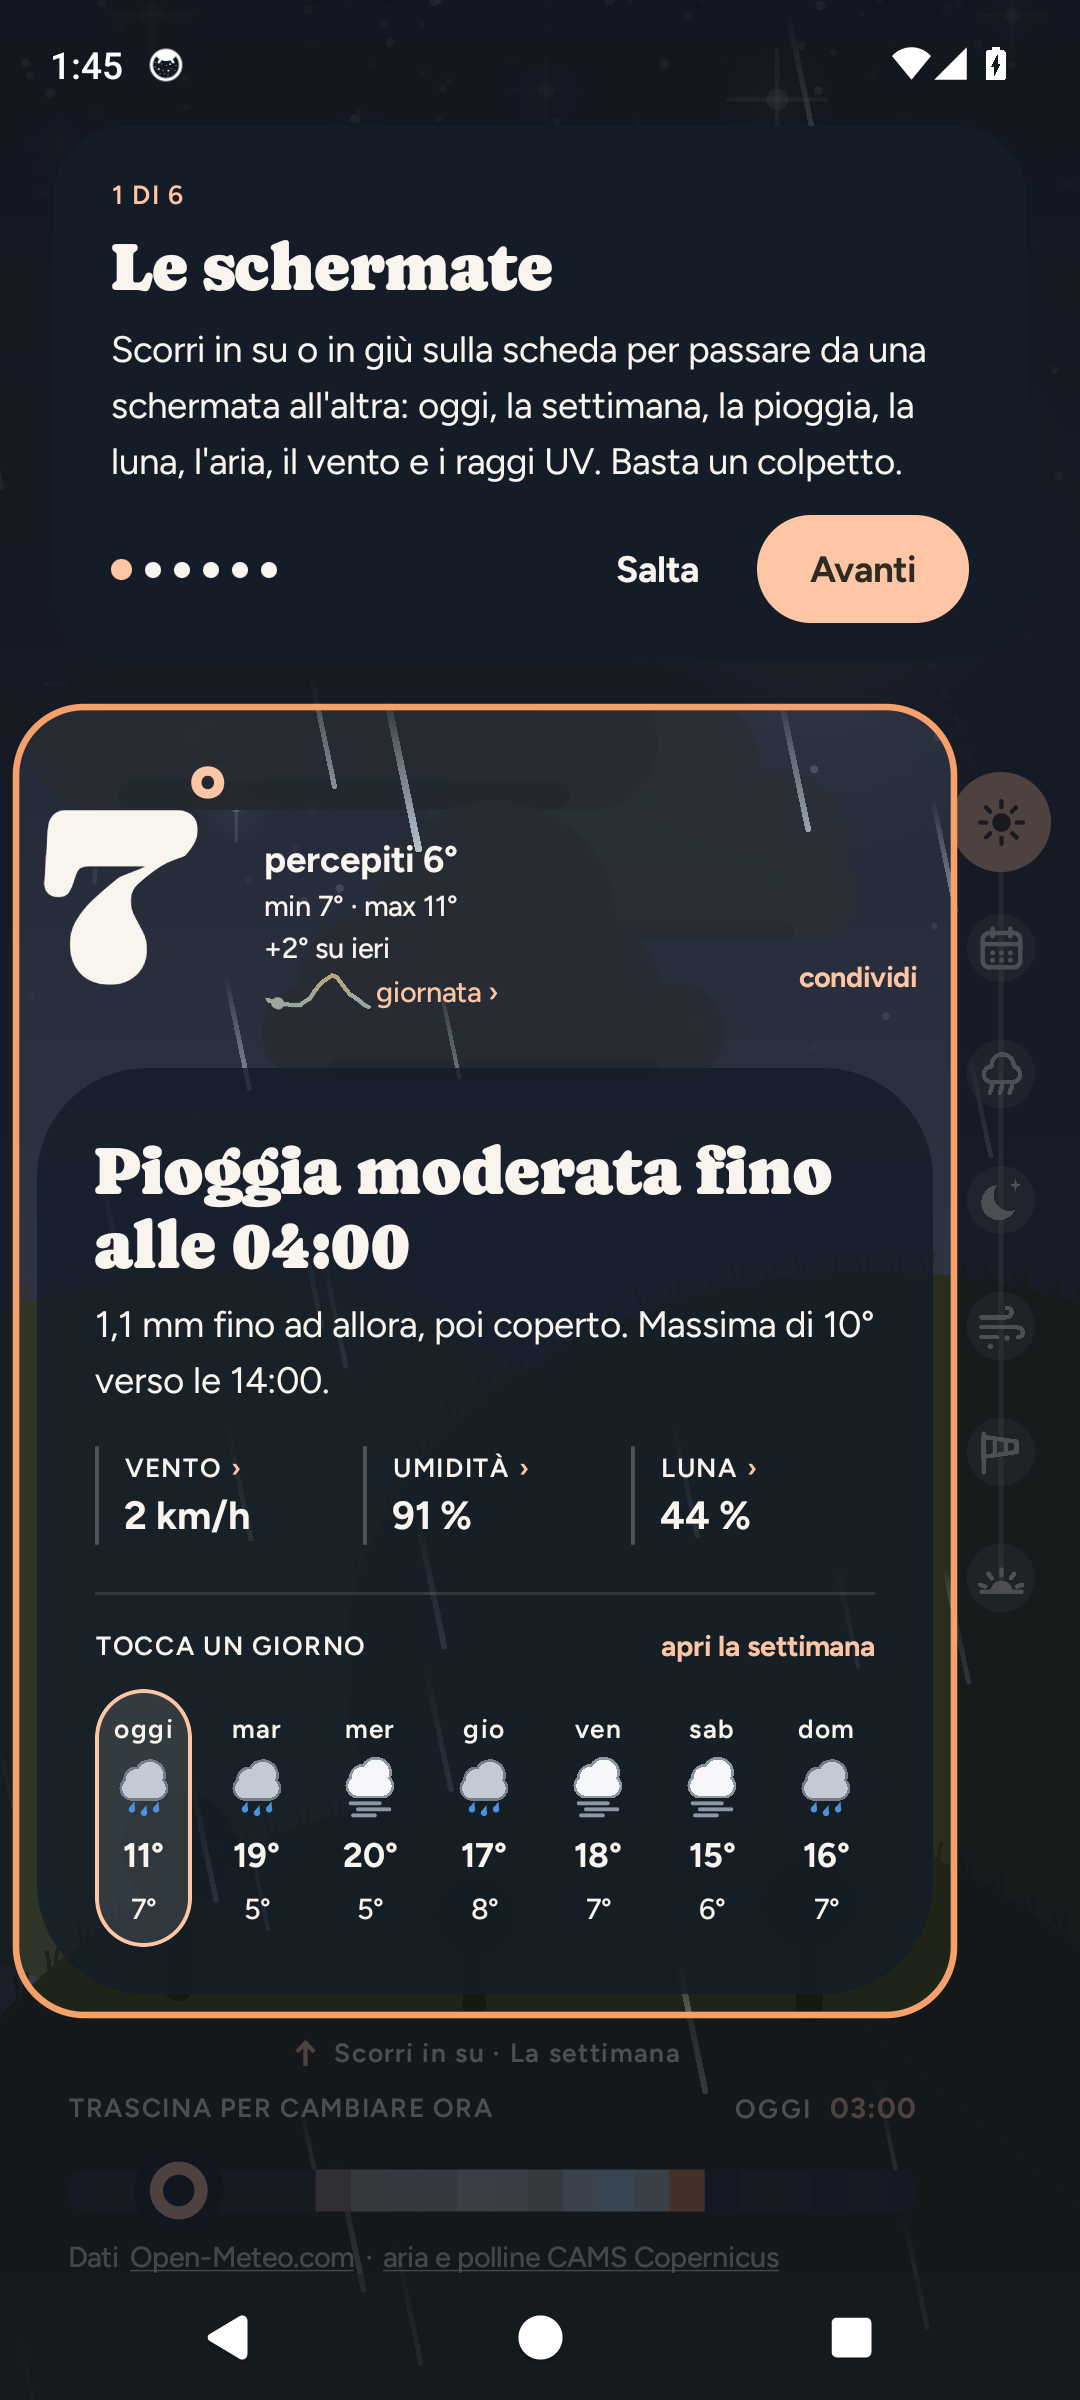 1:45
1 DI 6
Le schermate
Scorri in su o in giù sulla scheda per passare da una
schermata all'altra: oggi, la settimana, la pioggia, la
luna, l'aria, il vento e i raggi UV. Basta un colpetto.
Salta Avanti
7°
percepiti 6°
min 7° · max 11°
+2° su ieri
giornata ›
condividi
Pioggia moderata fino
alle 04:00
1,1 mm fino ad allora, poi coperto. Massima di 10°
verso le 14:00.
VENTO › UMIDITÀ › LUNA ›
2 km/h 91 % 44 %
TOCCA UN GIORNO apri la settimana
oggi mar mer gio ven sab dom
11° 19° 20° 17° 18° 15° 16°
7° 5° 5° 8° 7° 6° 7°
↑ Scorri in su · La settimana
TRASCINA PER CAMBIARE ORA OGGI 03:00
Dati Open-Meteo.com · aria e polline CAMS Copernicus